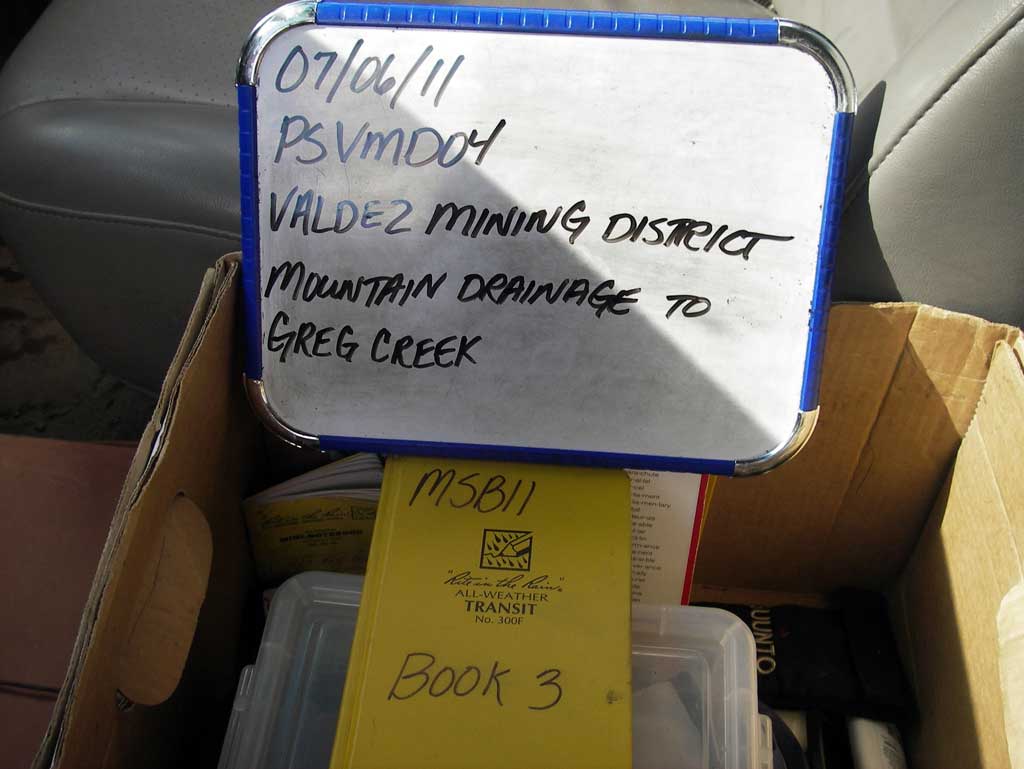 07/06/11
PSVMD04
VALDEZ MINING DISTRICT
MOUNTAIN DRAINAGE TO
GREG CREEK
MSB11
"Rite in the Rain"
ALL-WEATHER
TRANSIT
No. 300F
BOOK 3
SUUNTO